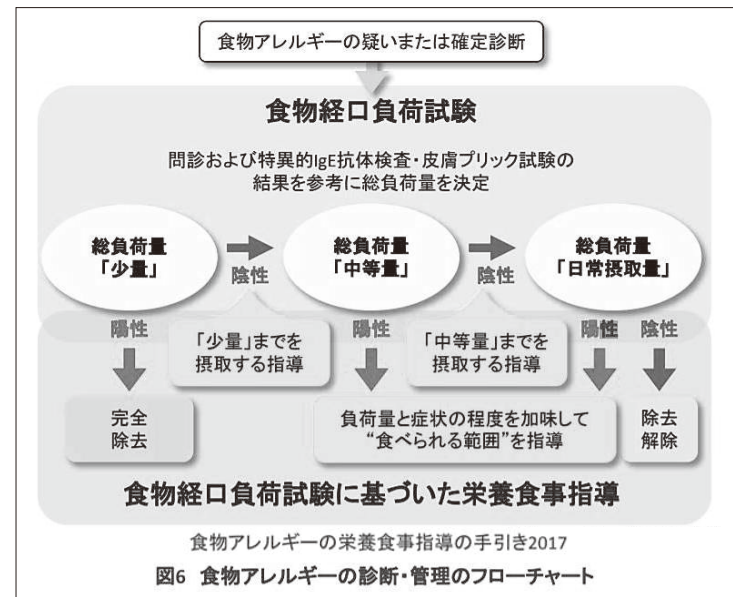 食物アレルギーの疑いまたは確定診断
食物経口負荷試験
問診および特異的IgE抗体検査・皮膚プリック試験の
結果を参考に総負荷量を決定
総負荷量
「少量」
陰性
総負荷量
「中等量」
陰性
総負荷量
「日常摂取量」
陽性
「少量」までを
摂取する指導
陽性
「中等量」までを
摂取する指導
陽性
陰性
完全
除去
負荷量と症状の程度を加味して
“食べられる範囲”を指導
除去
解除
食物経口負荷試験に基づいた栄養食事指導
食物アレルギーの栄養食事指導の手引き2017
図6 食物アレルギーの診断・管理のフローチャート